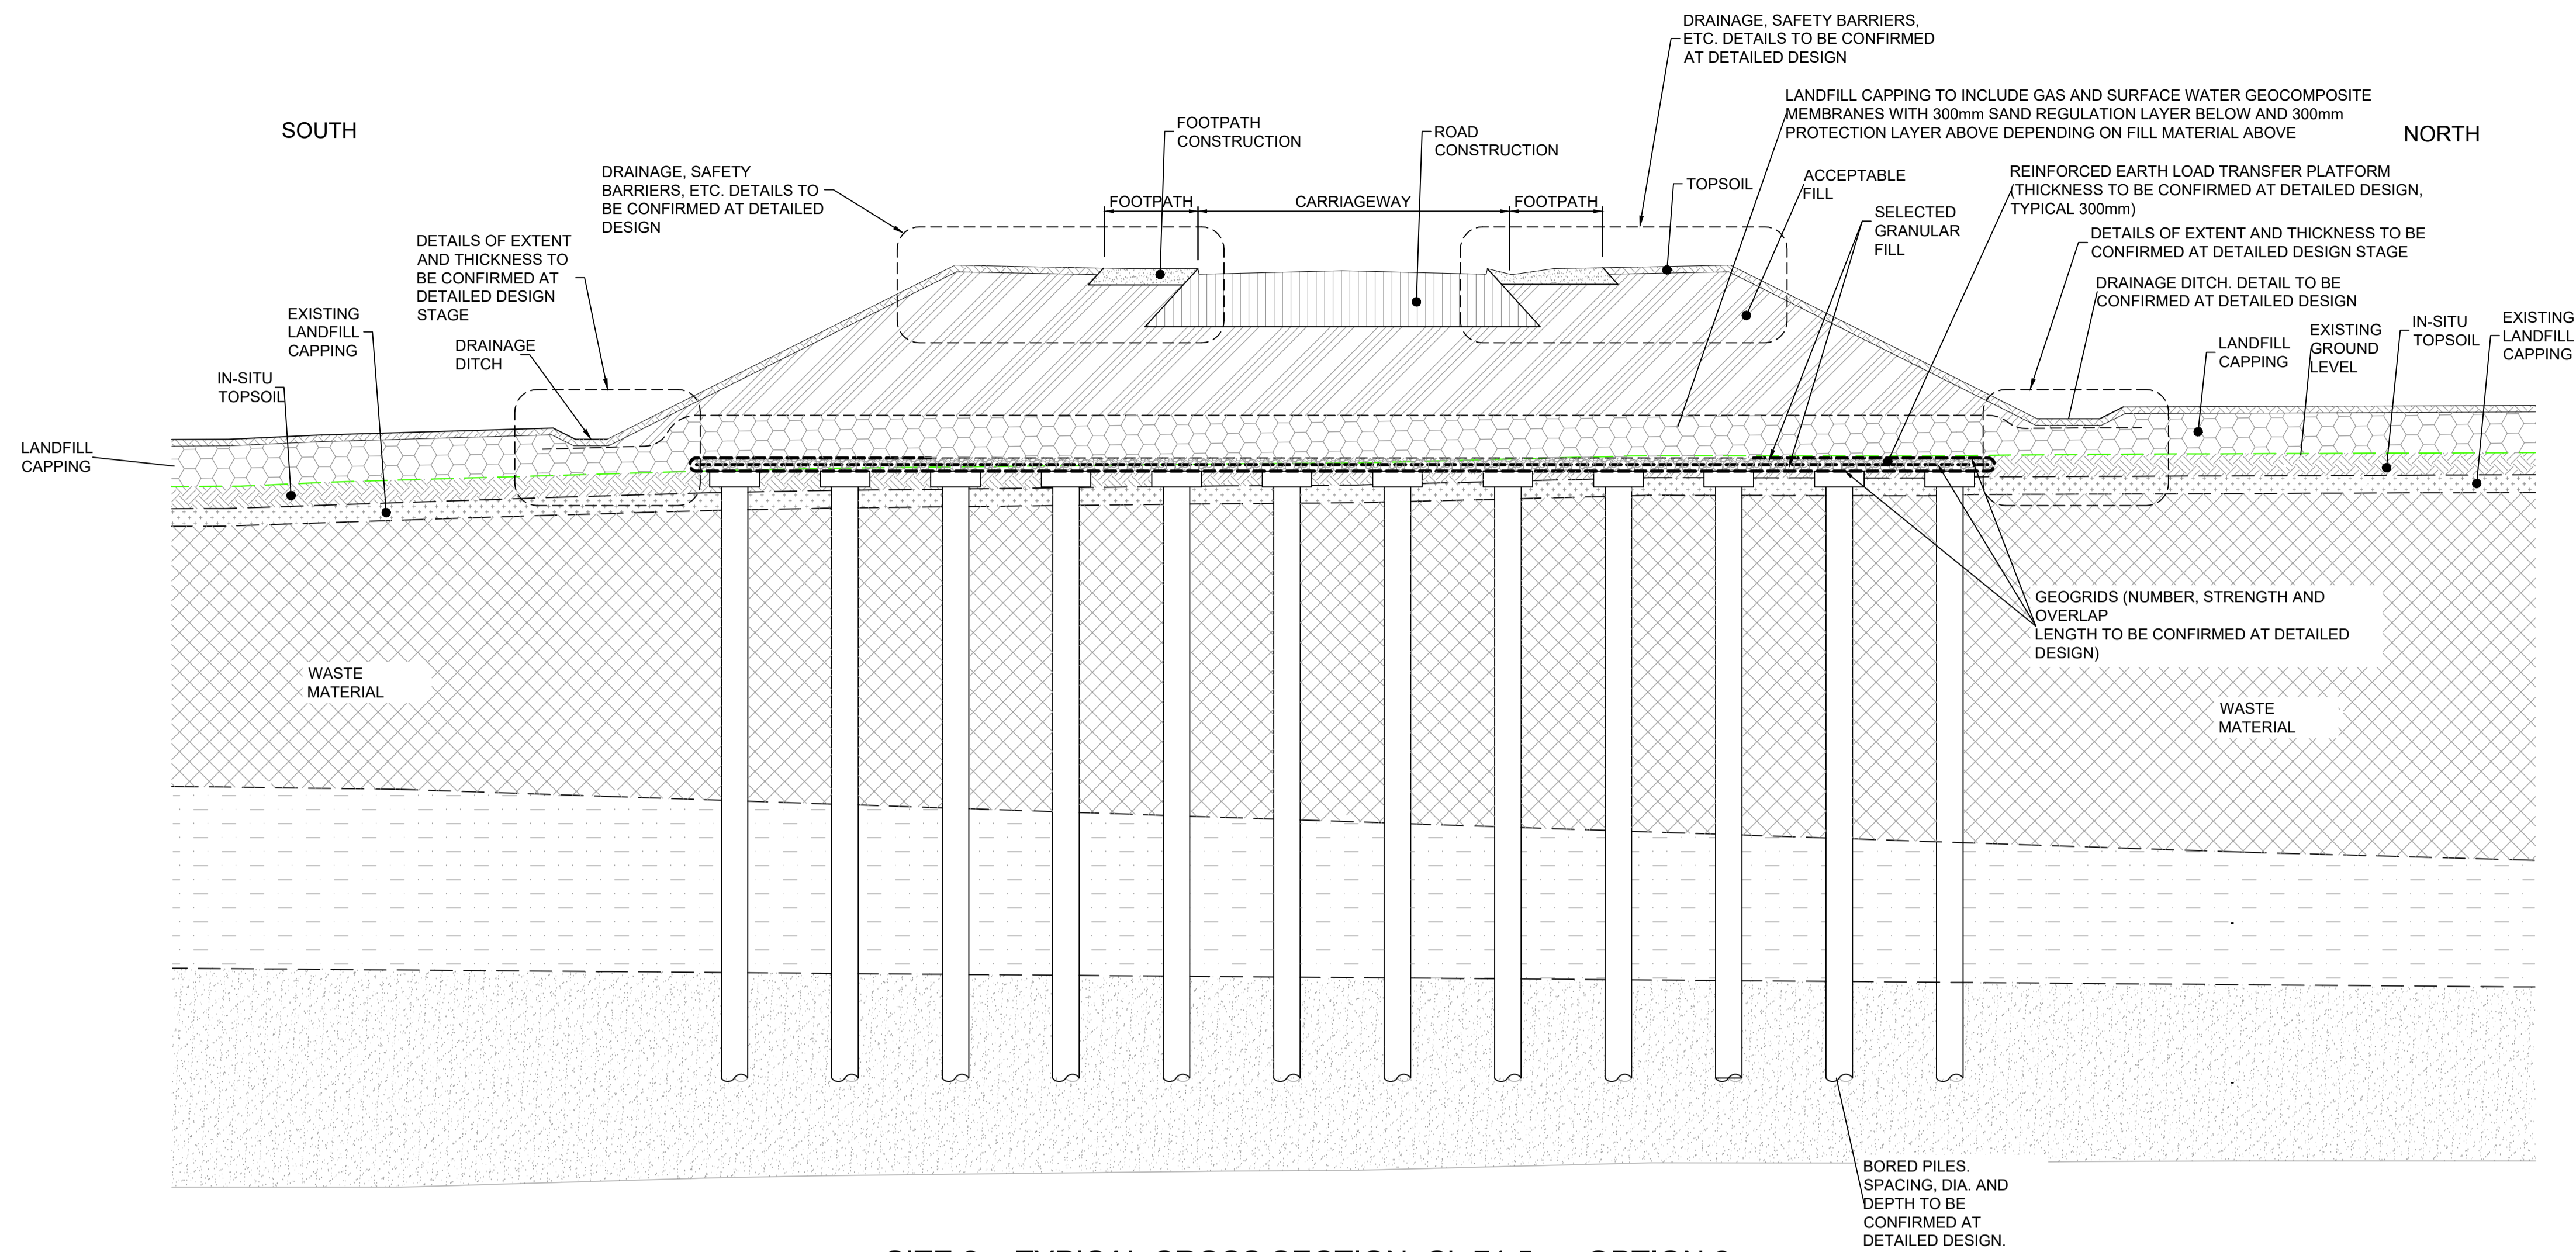 DRAINAGE, SAFETY BARRIERS,
ETC. DETAILS TO BE CONFIRMED
AT DETAILED DESIGN
LANDFILL CAPPING TO INCLUDE GAS AND SURFACE WATER GEOCOMPOSITE
MEMBRANES WITH 300mm SAND REGULATION LAYER BELOW AND 300mm
PROTECTION LAYER ABOVE DEPENDING ON FILL MATERIAL ABOVE
SOUTH
NORTH
FOOTPATH
CONSTRUCTION
ROAD
CONSTRUCTION
DRAINAGE, SAFETY
BARRIERS, ETC. DETAILS TO
BE CONFIRMED AT DETAILED
DESIGN
FOOTPATH
CARRIAGEWAY
FOOTPATH
TOPSOIL
ACCEPTABLE
FILL
SELECTED
GRANULAR
FILL
REINFORCED EARTH LOAD TRANSFER PLATFORM
(THICKNESS TO BE CONFIRMED AT DETAILED DESIGN,
TYPICAL 300mm)
DETAILS OF EXTENT AND THICKNESS TO BE
CONFIRMED AT DETAILED DESIGN STAGE
DRAINAGE DITCH. DETAIL TO BE
CONFIRMED AT DETAILED DESIGN
DETAILS OF EXTENT
AND THICKNESS TO
BE CONFIRMED AT
DETAILED DESIGN
STAGE
EXISTING
LANDFILL
CAPPING
DRAINAGE
DITCH
IN-SITU
TOPSOIL
LANDFILL
CAPPING
LANDFILL
CAPPING
EXISTING
GROUND
LEVEL
IN-SITU
TOPSOIL
EXISTING
LANDFILL
CAPPING
GEOGRIDS (NUMBER, STRENGTH AND
OVERLAP
LENGTH TO BE CONFIRMED AT DETAILED
DESIGN)
WASTE
MATERIAL
WASTE
MATERIAL
BORED PILES.
SPACING, DIA. AND
DEPTH TO BE
CONFIRMED AT
DETAILED DESIGN.